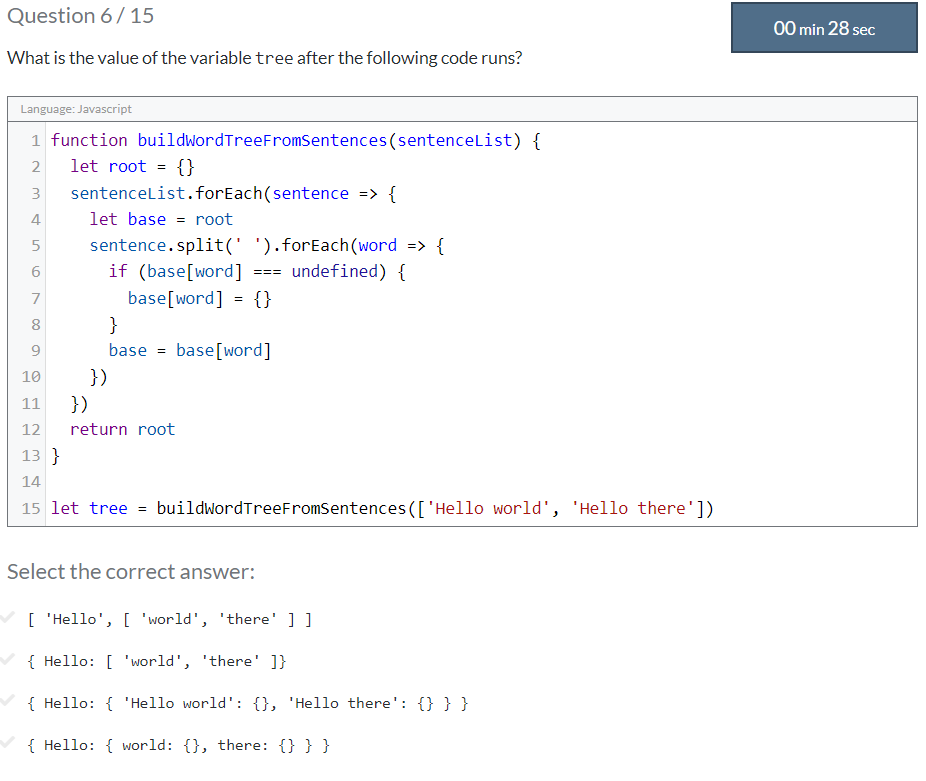 Question 6 / 15
00 min 28 sec
What is the value of the variable tree after the following code runs?
Language: Javascript
1 function buildWordTreeFromSentences(sentenceList) {
2   let root = {}
3   sentenceList.forEach(sentence => {
4     let base = root
5     sentence.split(' ').forEach(word => {
6       if (base[word] === undefined) {
7         base[word] = {}
8       }
9       base = base[word]
10     })
11   })
12   return root
13 }
14
15 let tree = buildWordTreeFromSentences(['Hello world', 'Hello there'])
Select the correct answer:
[ 'Hello', [ 'world', 'there' ] ]
{ Hello: [ 'world', 'there' ]}
{ Hello: { 'Hello world': {}, 'Hello there': {} } }
{ Hello: { world: {}, there: {} } }